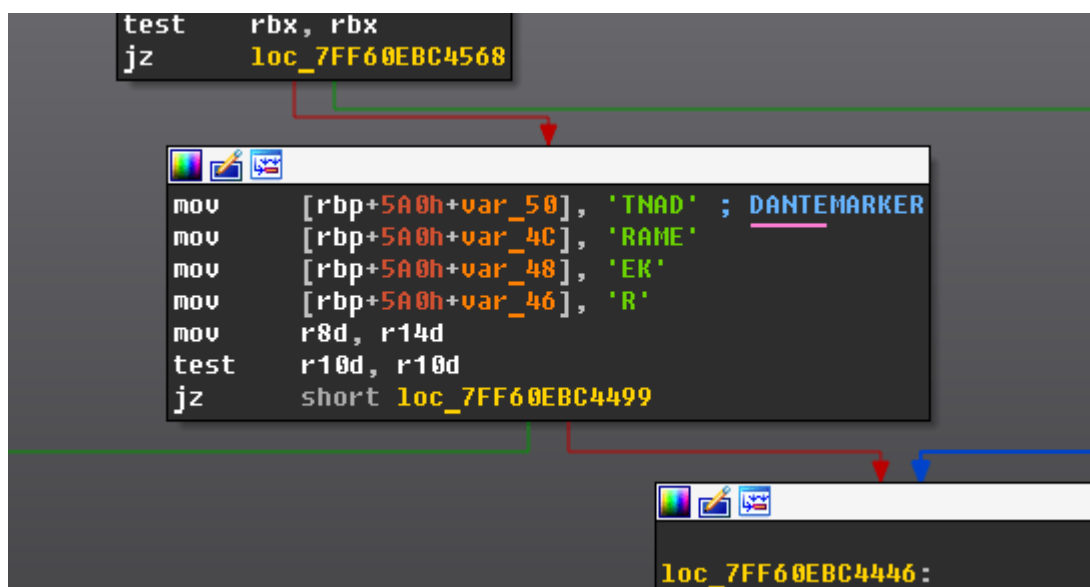 test rbx, rbx
jz loc_7FF60EBC4568
mov [rbp+5A0h+var_50], 'TNAD' ; DANTEMARKER
mov [rbp+5A0h+var_4C], 'RAME'
mov [rbp+5A0h+var_48], 'EK'
mov [rbp+5A0h+var_46], 'R'
mov r8d, r14d
test r10d, r10d
jz short loc_7FF60EBC4499
loc_7FF60EBC4446: